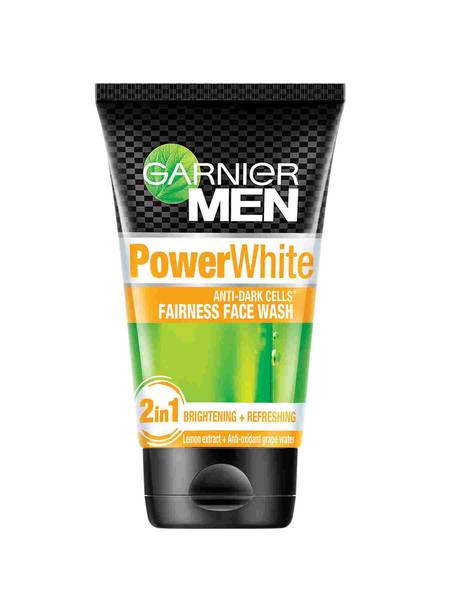 GARNIER
MEN
PowerWhite
ANTI-DARK CELLS*
FAIRNESS FACE WASH
2in1 BRIGHTENING + REFRESHING
Lemon extract + Anti-oxidant grape water